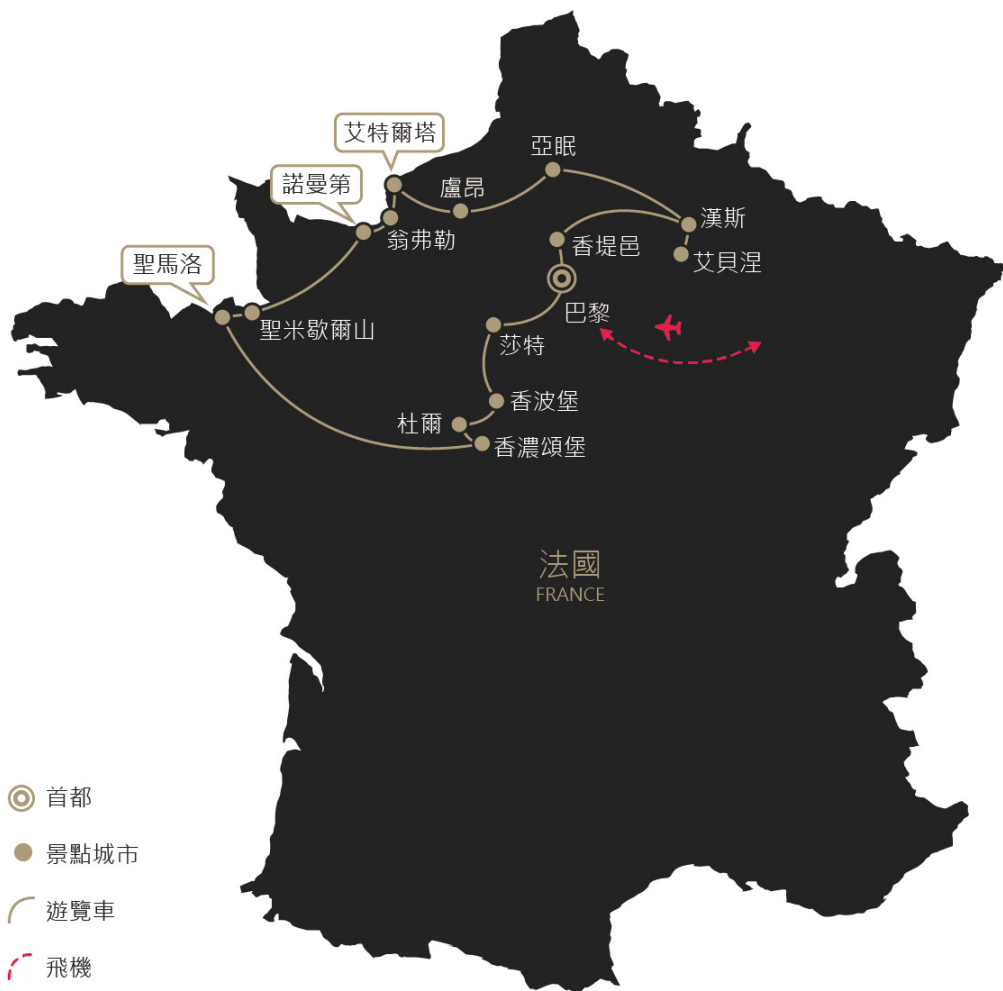 艾特爾塔
亞眠
諾曼第
盧昂
漢斯
翁弗勒
香堤邑
艾貝涅
聖馬洛
巴黎
聖米歇爾山
莎特
香波堡
杜爾
香濃頌堡
法國
FRANCE
首都
景點城市
遊覽車
飛機